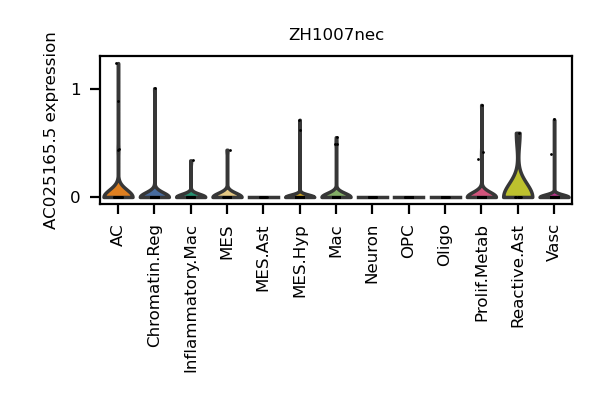 ZH1007nec
AC025165.5 expression
1
0
AC
Chromatin.Reg
Inflammatory.Mac
MES
MES.Ast
MES.Hyp
Mac
Neuron
OPC
Oligo
Prolif.Metab
Reactive.Ast
Vasc